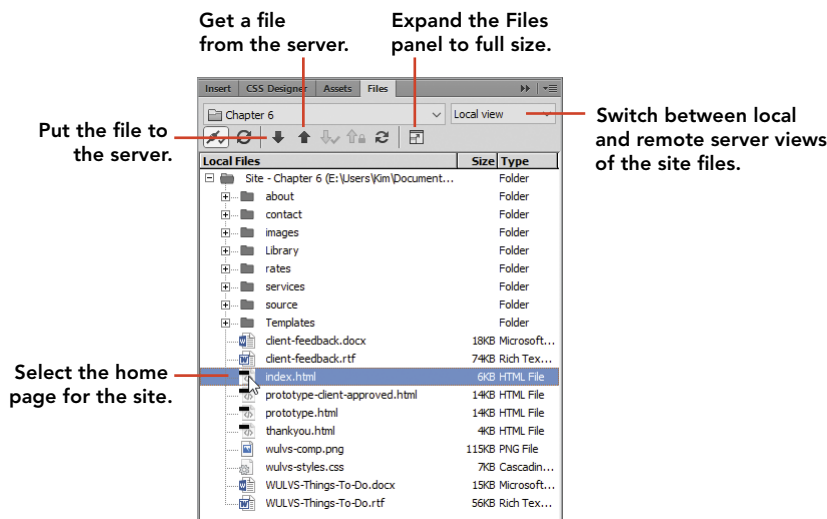 Get a file
from the server.
Expand the Files
panel to full size.
Insert CSS Designer Assets Files
Chapter 6 Local view
Put the file to
the server.
Switch between local
and remote server views
of the site files.
Local Files Size Type
Site - Chapter 6 (E:\Users\Kim\Document... Folder
about Folder
contact Folder
images Folder
Library Folder
rates Folder
services Folder
source Folder
Templates Folder
client-feedback.docx 18KB Microsoft...
client-feedback.rtf 74KB Rich Tex...
Select the home
page for the site.
index.html 6KB HTML File
prototype-client-approved.html 14KB HTML File
prototype.html 14KB HTML File
thankyou.html 4KB HTML File
wulvs-comp.png 115KB PNG File
wulvs-styles.css 7KB Cascadin...
WULVS-Things-To-Do.docx 15KB Microsoft...
WULVS-Things-To-Do.rtf 56KB Rich Tex...